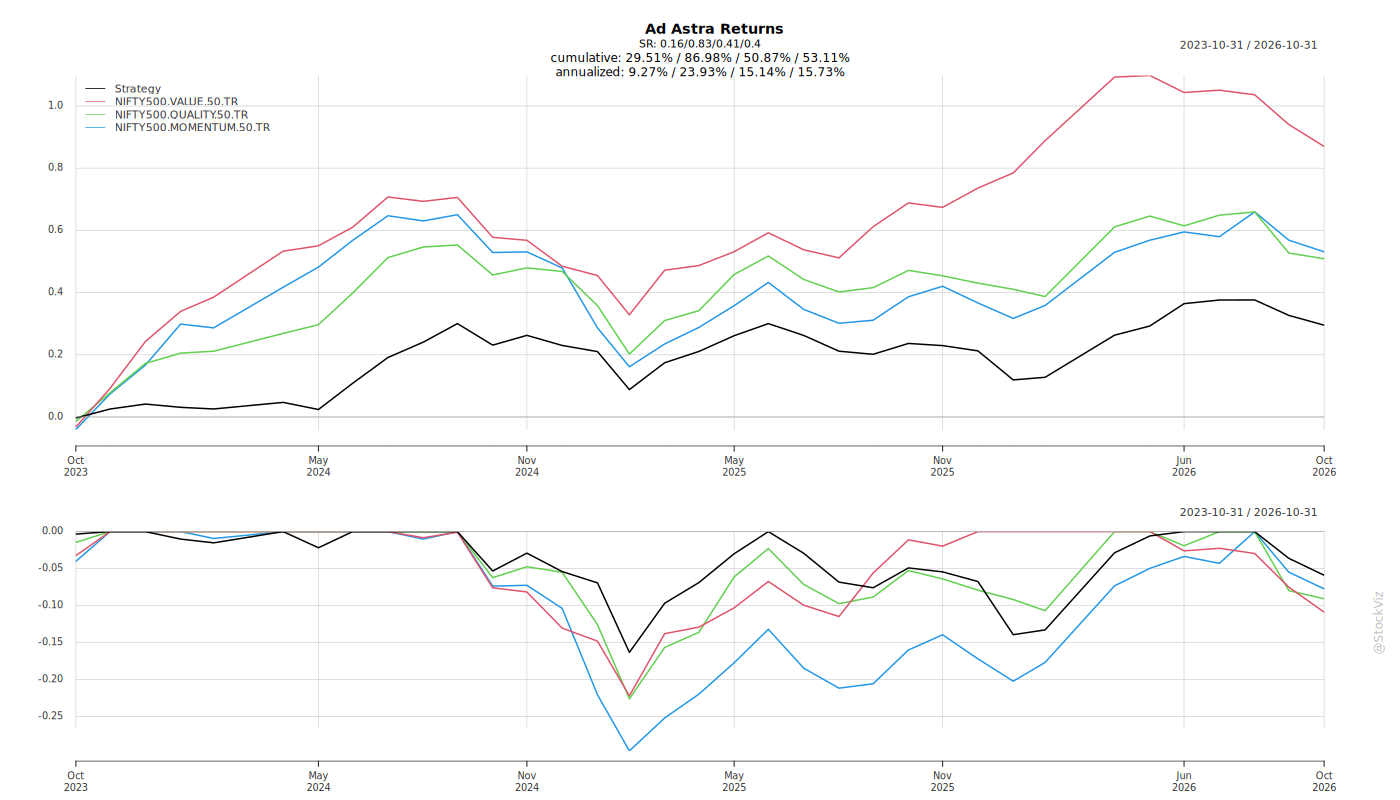 Ad Astra Returns
SR: 0.16/0.83/0.41/0.4
cumulative: 29.51% / 86.98% / 50.87% / 53.11%
annualized: 9.27% / 23.93% / 15.14% / 15.73%
2023-10-31 / 2026-10-31
Strategy
NIFTY500.VALUE.50.TR
NIFTY500.QUALITY.50.TR
NIFTY500.MOMENTUM.50.TR
1.0
0.8
0.6
0.4
0.2
0.0
Oct May Nov May Nov Jun Oct
2023 2024 2024 2025 2025 2026 2026
2023-10-31 / 2026-10-31
0.00
-0.05
-0.10
-0.15
-0.20
-0.25
Oct May Nov May Nov Jun Oct
2023 2024 2024 2025 2025 2026 2026
@StockViz